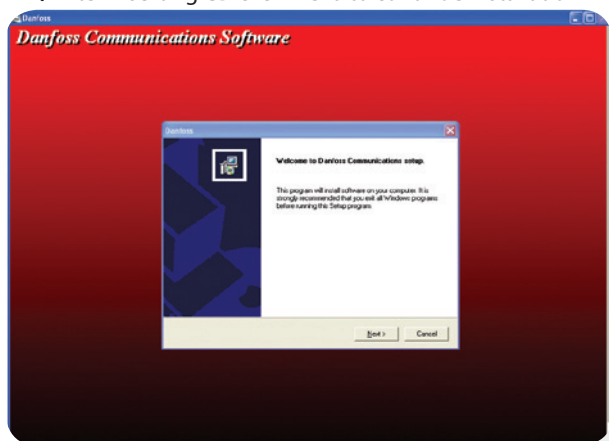 Danfoss
Danfoss Communications Software
Danfoss
Welcome to Danfoss Communications setup.
This program will install software on your computer. It is
strongly recommended that you exit all Windows programs
before running this Setup program.
Next >
Cancel